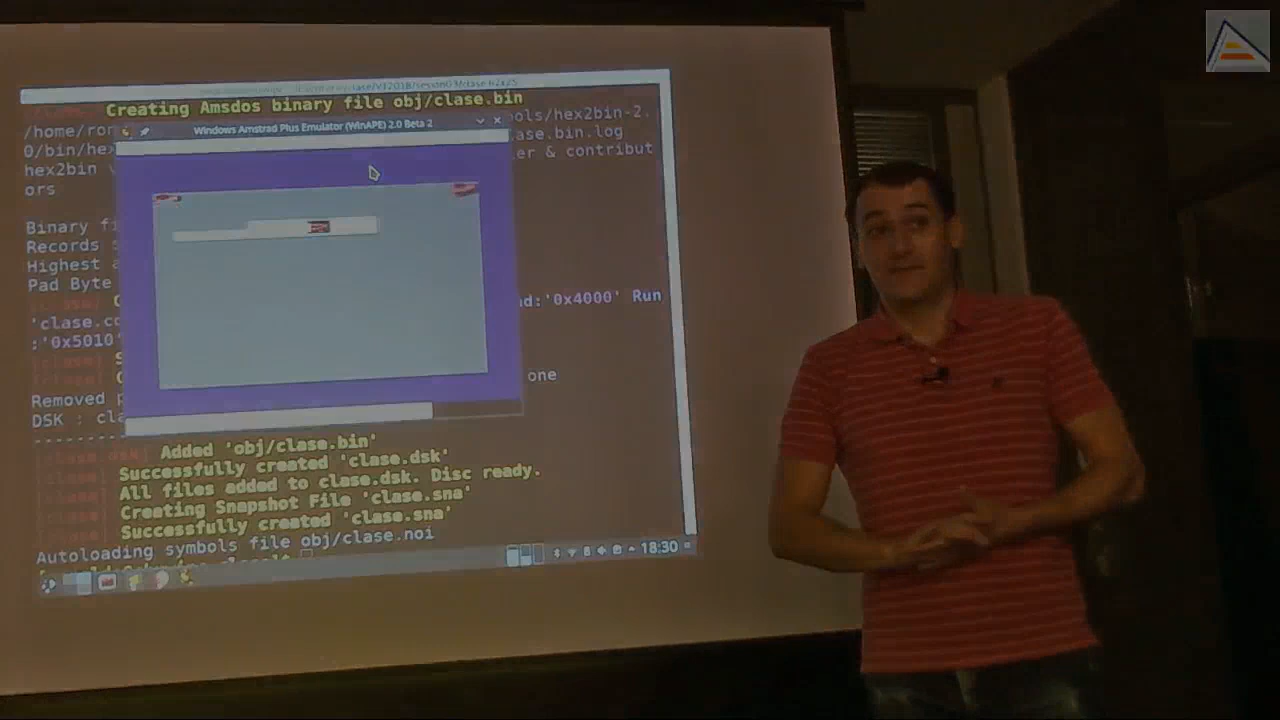 Creating Amsdos binary file obj/clase.bin
/home/ror ools/hex2bin-2.
Windows Amstrad Plus Emulator (WinAPE) 2.0 Beta 2
0/bin/hex ase.bin.log
hex2bin er & contribut
ors
Binary fi
Records
Highest a
Pad Byte
ad:'0x4000' Run
'clase.co
:'0x5010'
one
Removed
DSK : cla
Added 'obj/clase.bin'
Successfully created 'clase.dsk'
All files added to clase.dsk. Disc ready.
Creating Snapshot File 'clase.sna'
Successfully created 'clase.sna'
Autoloading symbols file obj/clase.noi
18:30